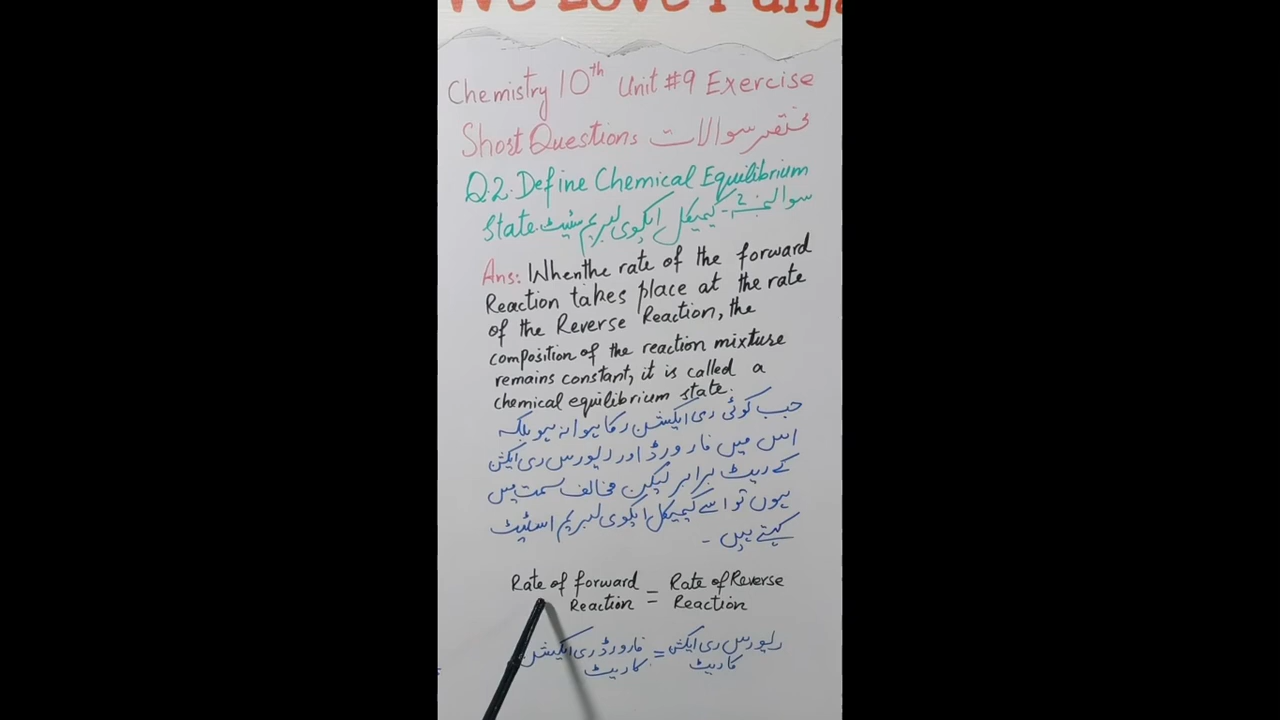 We Love Punja
Chemistry 10th Unit #9 Exercise
Short Questions مختصر سوالات
Q.2. Define Chemical Equilibrium
سوال نمبر 2۔ کیمیکل ایکوی لبریم سٹیٹ State.
Ans: When the rate of the forward
Reaction takes place at the rate
of the Reverse Reaction, the
composition of the reaction mixture
remains constant, it is called a
chemical equilibrium state.
جب کوئی ری ایکشن رکا ہوا نہ ہو بلکہ
اس میں فارورڈ اور ریورس ری ایکشن
کے ریٹ برابر لیکن مخالف سمت میں
ہوں تو اسے کیمیکل ایکوی لبریم اسٹیٹ
کہتے ہیں ۔
Rate of forward = Rate of Reverse
Reaction = Reaction
فارورڈ ری ایکشن = ریورس ری ایکشن
کا ریٹ کا ریٹ